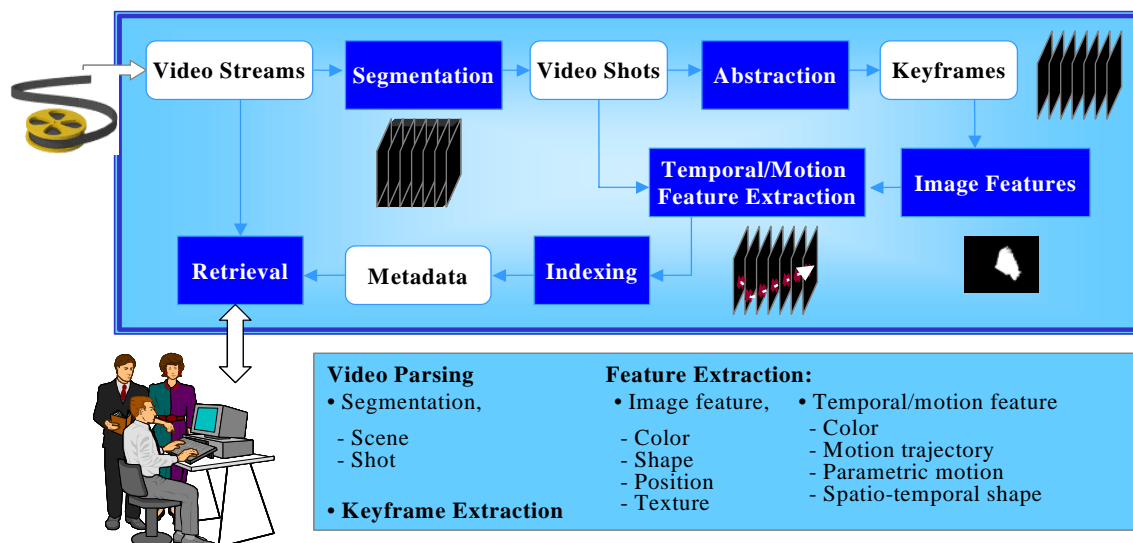 Video Streams
Segmentation
Video Shots
Abstraction
Keyframes
Temporal/Motion
Feature Extraction
Image Features
Retrieval
Metadata
Indexing
Video Parsing
• Segmentation,
- Scene
- Shot
• Keyframe Extraction
Feature Extraction:
• Image feature,
- Color
- Shape
- Position
- Texture
• Temporal/motion feature
- Color
- Motion trajectory
- Parametric motion
- Spatio-temporal shape